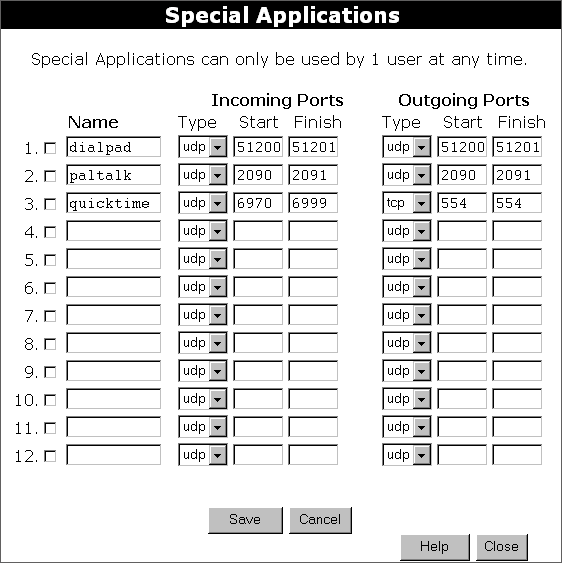 Special Applications
Special Applications can only be used by 1 user at any time.
Incoming Ports Outgoing Ports
Name Type Start Finish Type Start Finish
1. dialpad udp 51200 51201 udp 51200 51201
2. paltalk udp 2090 2091 udp 2090 2091
3. quicktime udp 6970 6999 tcp 554 554
4. udp udp
5. udp udp
6. udp udp
7. udp udp
8. udp udp
9. udp udp
10. udp udp
11. udp udp
12. udp udp
Save Cancel
Help Close